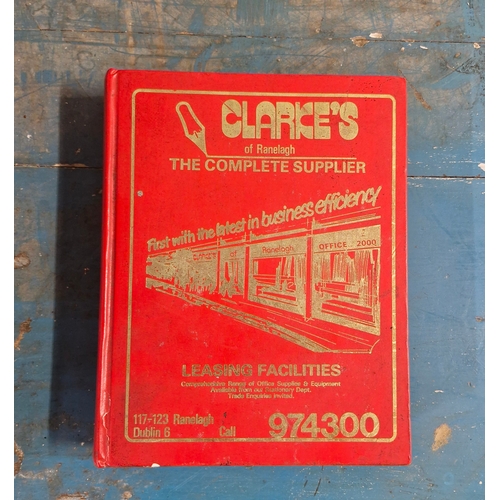 CLARKE'S
of Ranelagh
THE COMPLETE SUPPLIER
First with the latest in business efficiency
CLARKE'S of Ranelagh OFFICE 2000
LEASING FACILITIES
Comprehensive Range of Office Supplies & Equipment
Available from our Stationery Dept.
Trade Enquiries Invited.
117-123 Ranelagh
Dublin 6 Call 974300